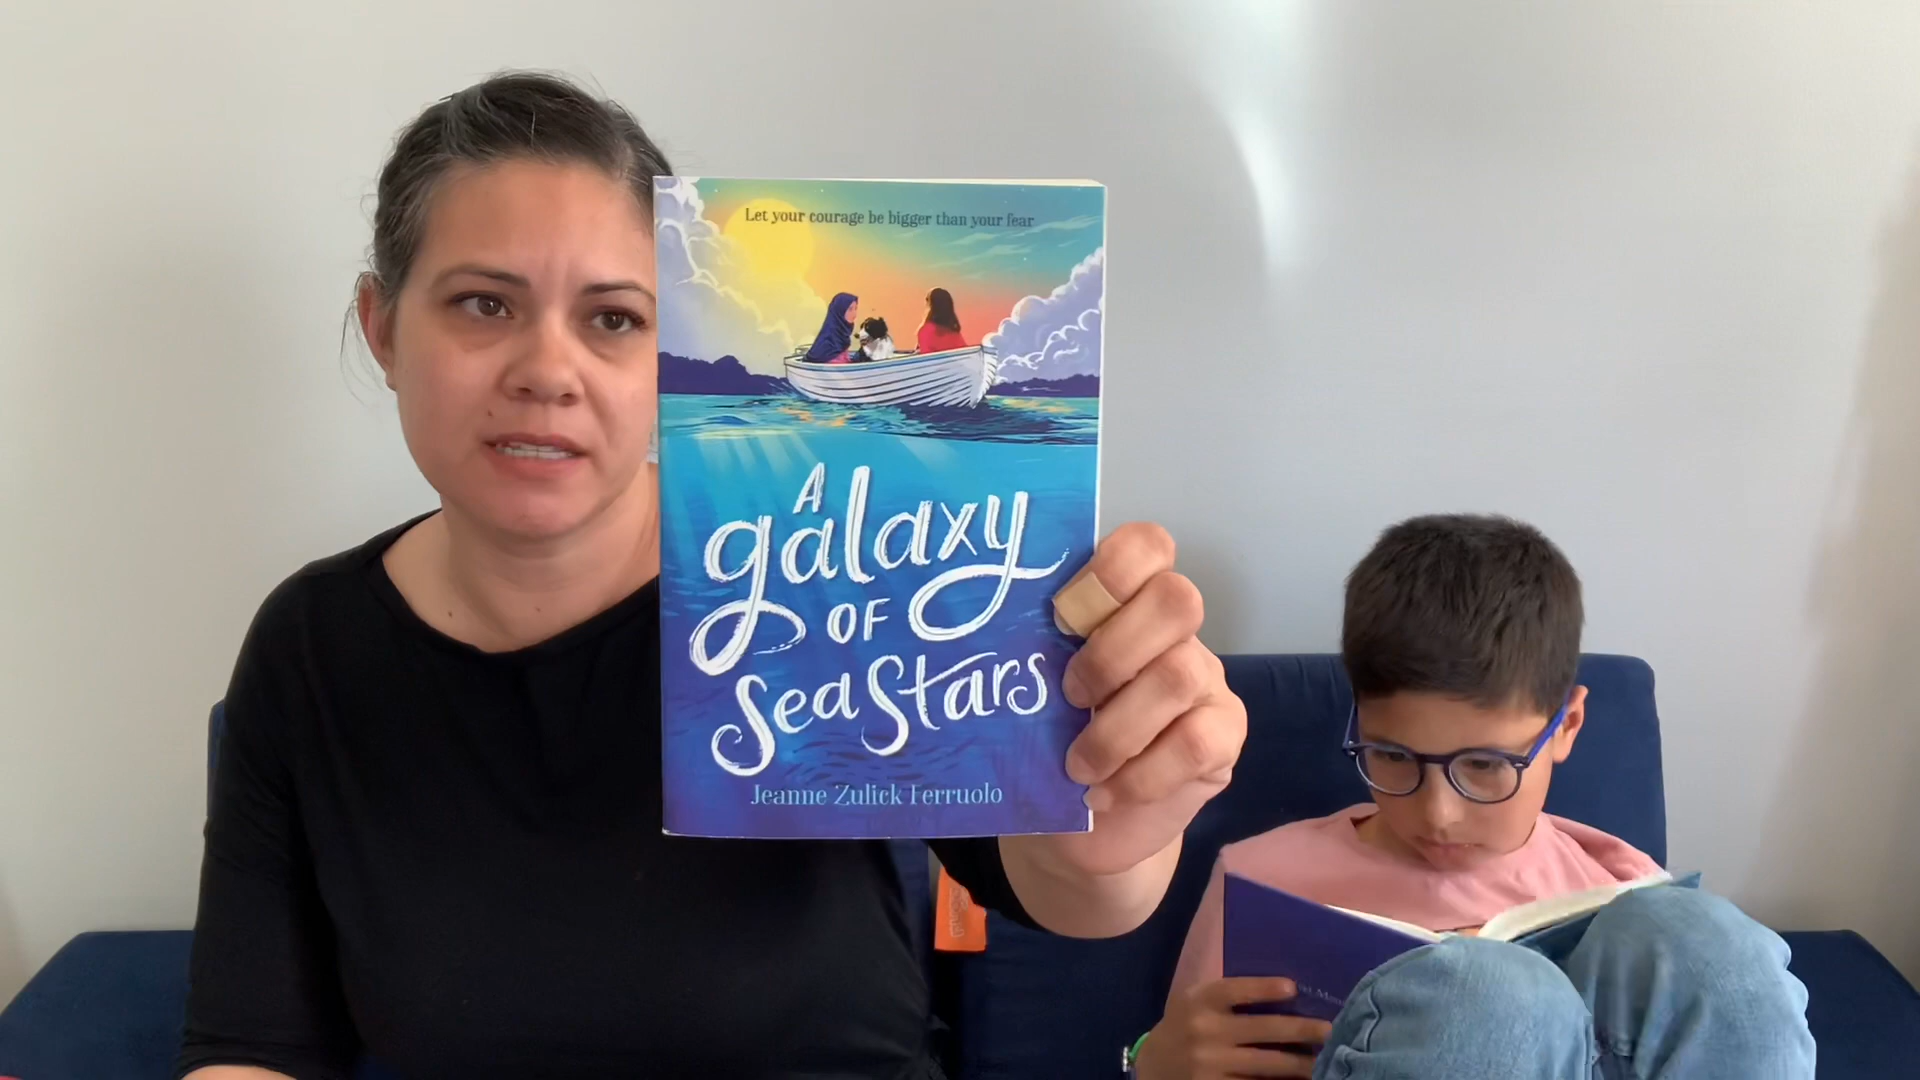 Let your courage be bigger than your fear
A
galaxy
OF
Sea Stars
Jeanne Zulick Ferruolo